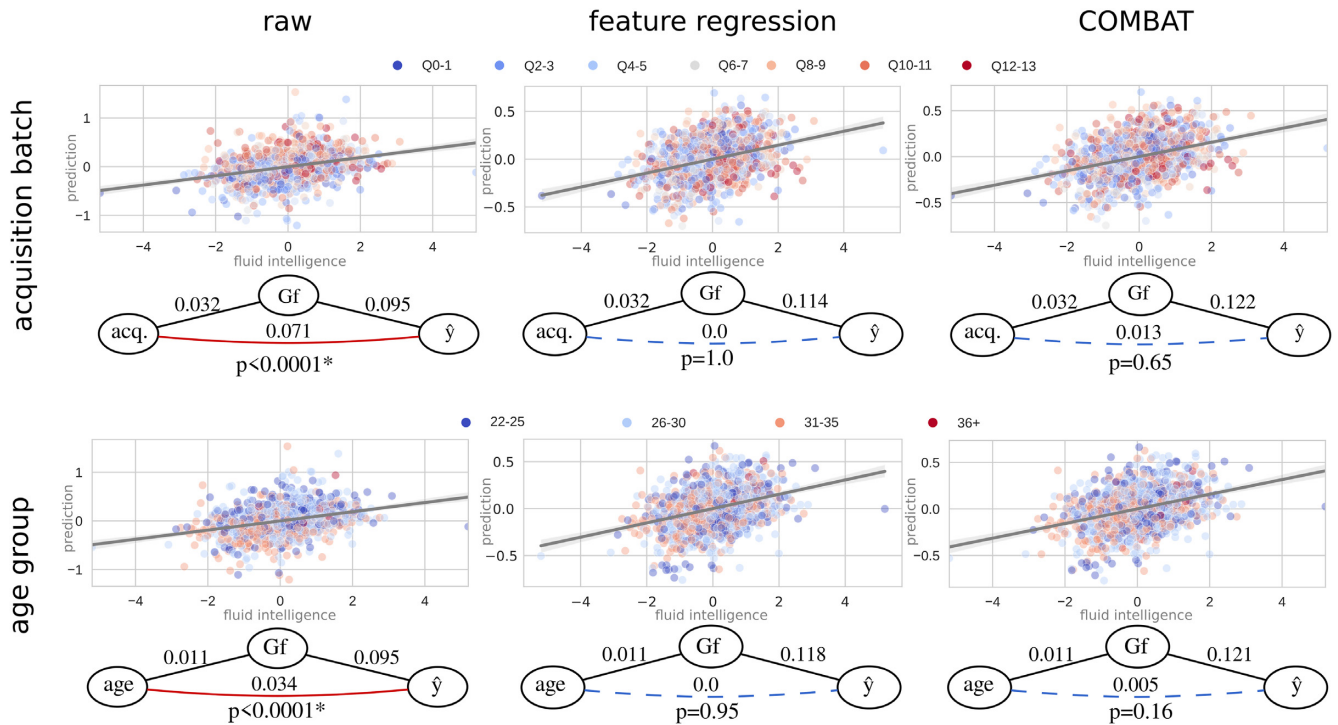 raw feature regression COMBAT
acquisition batch
Q0-1 Q2-3 Q4-5 Q6-7 Q8-9 Q10-11 Q12-13
prediction
1
0
−1
−4 −2 0 2 4
fluid intelligence
prediction
0.5
0.0
−0.5
−4 −2 0 2 4
fluid intelligence
prediction
0.5
0.0
−0.5
−4 −2 0 2 4
fluid intelligence
Gf
0.032 0.095
acq. 0.071 ŷ
p<0.0001*
Gf
0.032 0.114
acq. 0.0 ŷ
p=1.0
Gf
0.032 0.122
acq. 0.013 ŷ
p=0.65
age group
22-25 26-30 31-35 36+
prediction
1
0
−1
−4 −2 0 2 4
fluid intelligence
prediction
0.5
0.0
−0.5
−4 −2 0 2 4
fluid intelligence
prediction
0.5
0.0
−0.5
−4 −2 0 2 4
fluid intelligence
Gf
0.011 0.095
age 0.034 ŷ
p<0.0001*
Gf
0.011 0.118
age 0.0 ŷ
p=0.95
Gf
0.011 0.121
age 0.005 ŷ
p=0.16